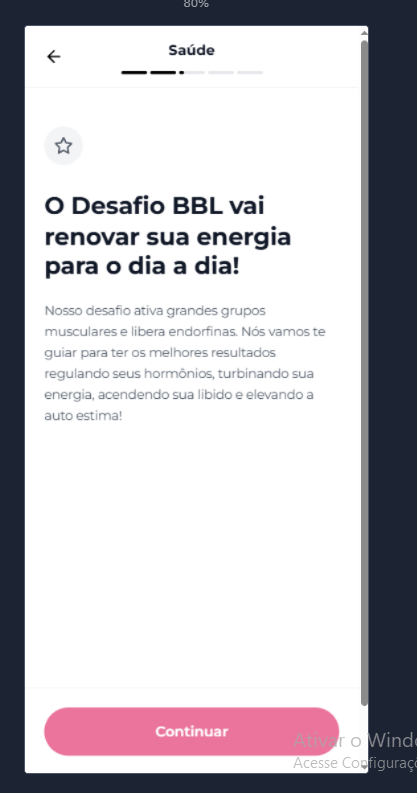 80%
Saúde
O Desafio BBL vai
renovar sua energia
para o dia a dia!
Nosso desafio ativa grandes grupos
musculares e libera endorfinas. Nós vamos te
guiar para ter os melhores resultados
regulando seus hormônios, turbinando sua
energia, acendendo sua libido e elevando a
auto estima!
Continuar
Ativar o Windo
Acesse Configuraçõ